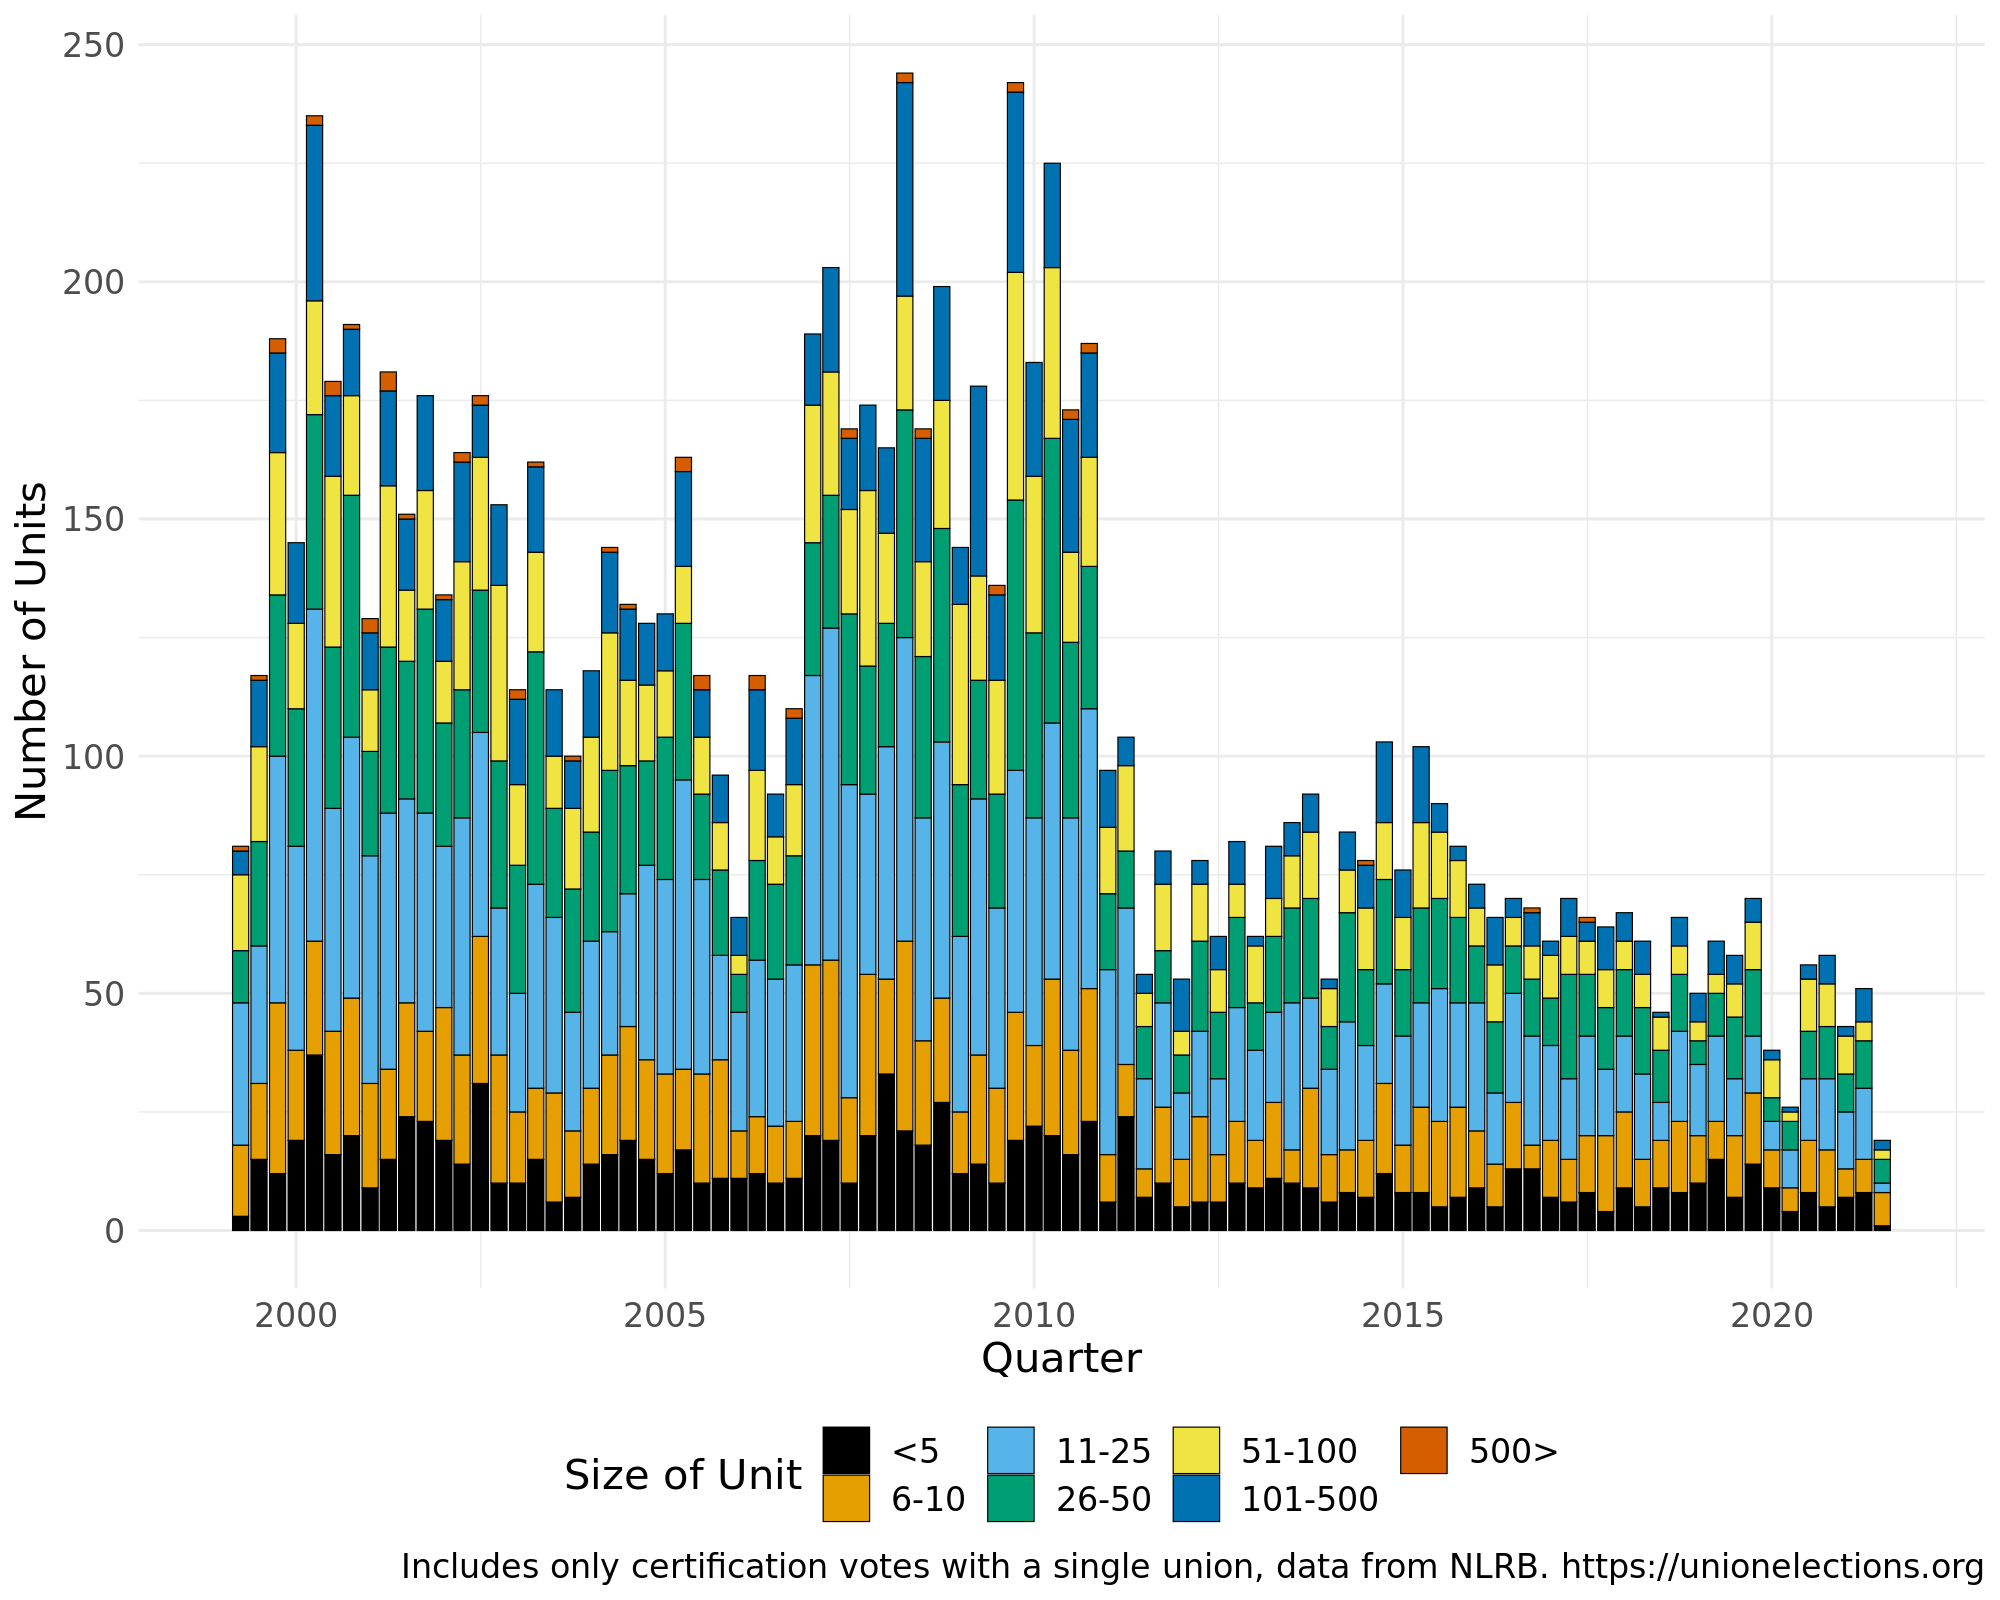 250
200
150
100
50
0
Number of Units
2000 2005 2010 2015 2020
Quarter
Size of Unit
<5 11-25 51-100 500>
6-10 26-50 101-500
Includes only certification votes with a single union, data from NLRB. https://unionelections.org